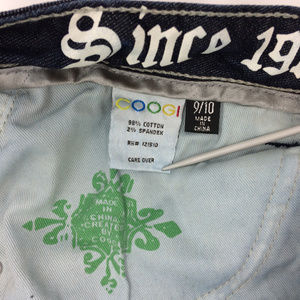 Since 19
COOGI
98% COTTON
2% SPANDEX
RN# 121910
CARE OVER
9/10
MADE
IN
CHINA
MADE
IN
CHINA
CREATED
BY
COOGI